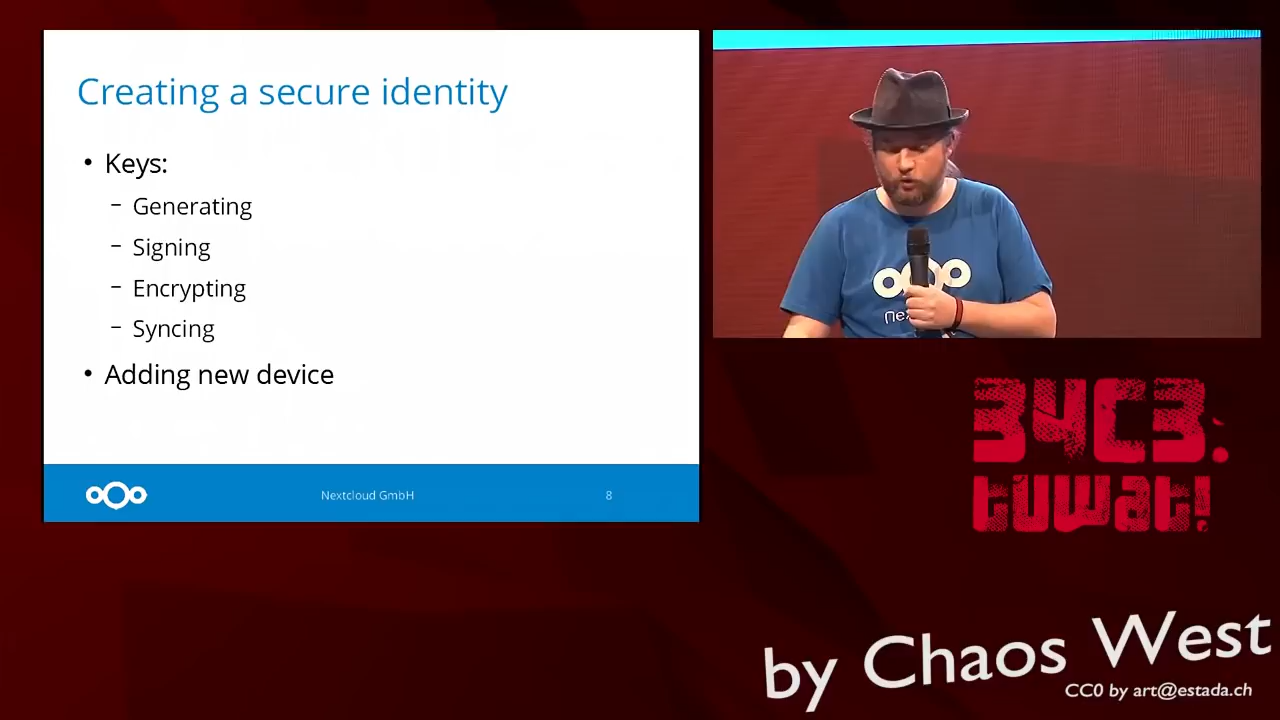 Creating a secure identity
• Keys:
– Generating
– Signing
– Encrypting
– Syncing
• Adding new device
Nextcloud GmbH
8
34C3:
tuwat!
by Chaos West
CC0 by art@estada.ch